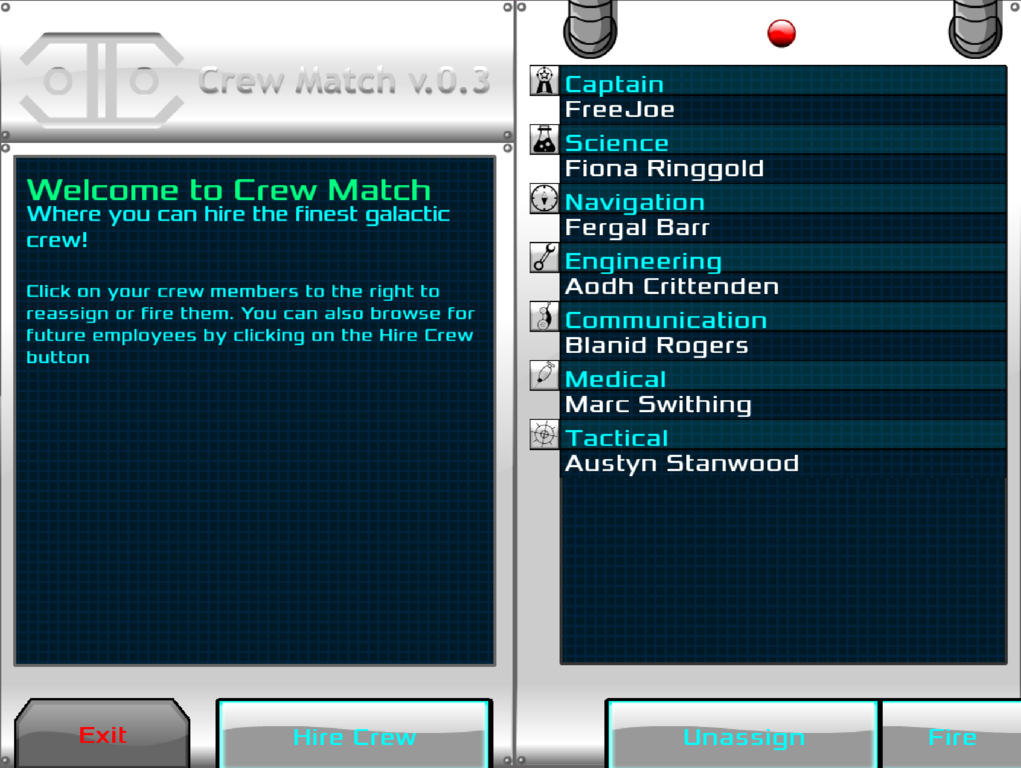 Crew Match v.0.3
Welcome to Crew Match
Where you can hire the finest galactic
crew!
Click on your crew members to the right to
reassign or fire them. You can also browse for
future employees by clicking on the Hire Crew
button
Exit
Hire Crew
Captain
FreeJoe
Science
Fiona Ringgold
Navigation
Fergal Barr
Engineering
Aodh Crittenden
Communication
Blanid Rogers
Medical
Marc Swithing
Tactical
Austyn Stanwood
Unassign
Fire